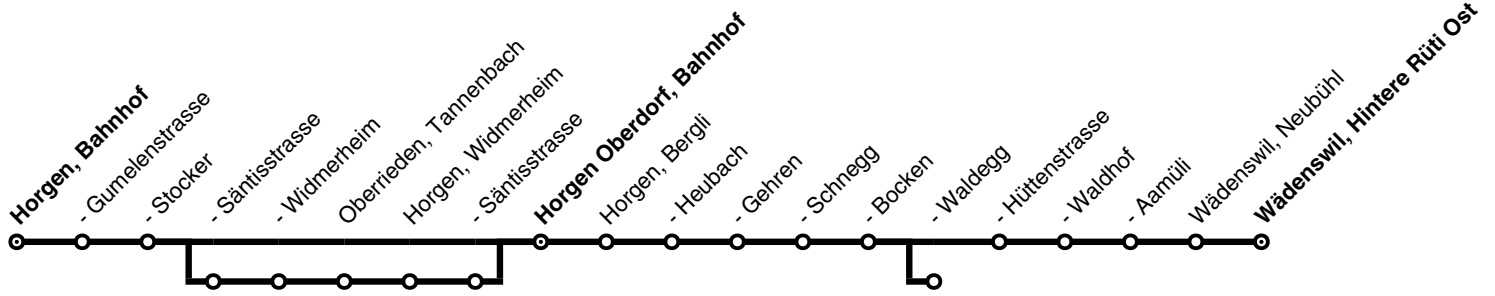 Horgen, Bahnhof
- Gumelenstrasse
- Stocker
- Säntisstrasse
- Widmerheim
Oberrieden, Tannenbach
Horgen, Widmerheim
- Säntisstrasse
Horgen Oberdorf, Bahnhof
Horgen, Bergli
- Heubach
- Gehren
- Schnegg
- Bocken
- Waldegg
- Hüttenstrasse
- Waldhof
- Aamüli
Wädenswil, Neubühl
Wädenswil, Hintere Rüti Ost